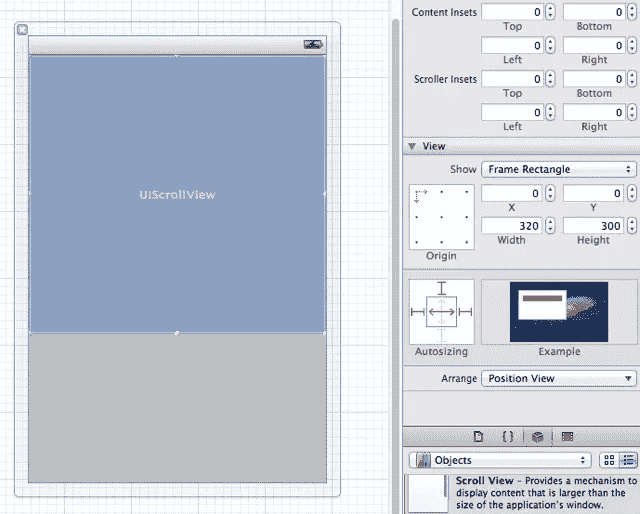 UIScrollView
Content Insets 0 0
Top Bottom
0 0
Left Right
Scroller Insets 0 0
Top Bottom
0 0
Left Right
View
Show Frame Rectangle
0 0
X Y
320 300
Origin Width Height
Autosizing Example
Arrange Position View
{}
Objects
Scroll View - Provides a mechanism to
display content that is larger than the
size of the application's window.